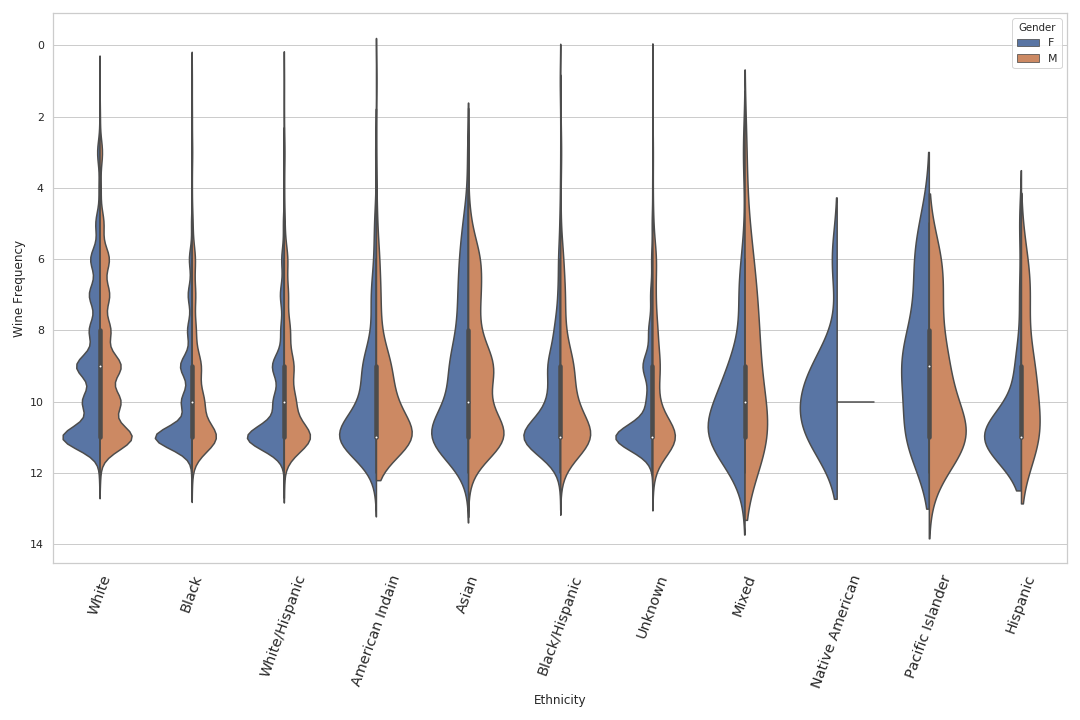 Gender
F
M
0
2
4
6
8
10
12
14
Wine Frequency
White
Black
White/Hispanic
American Indain
Asian
Black/Hispanic
Unknown
Mixed
Native American
Pacific Islander
Hispanic
Ethnicity